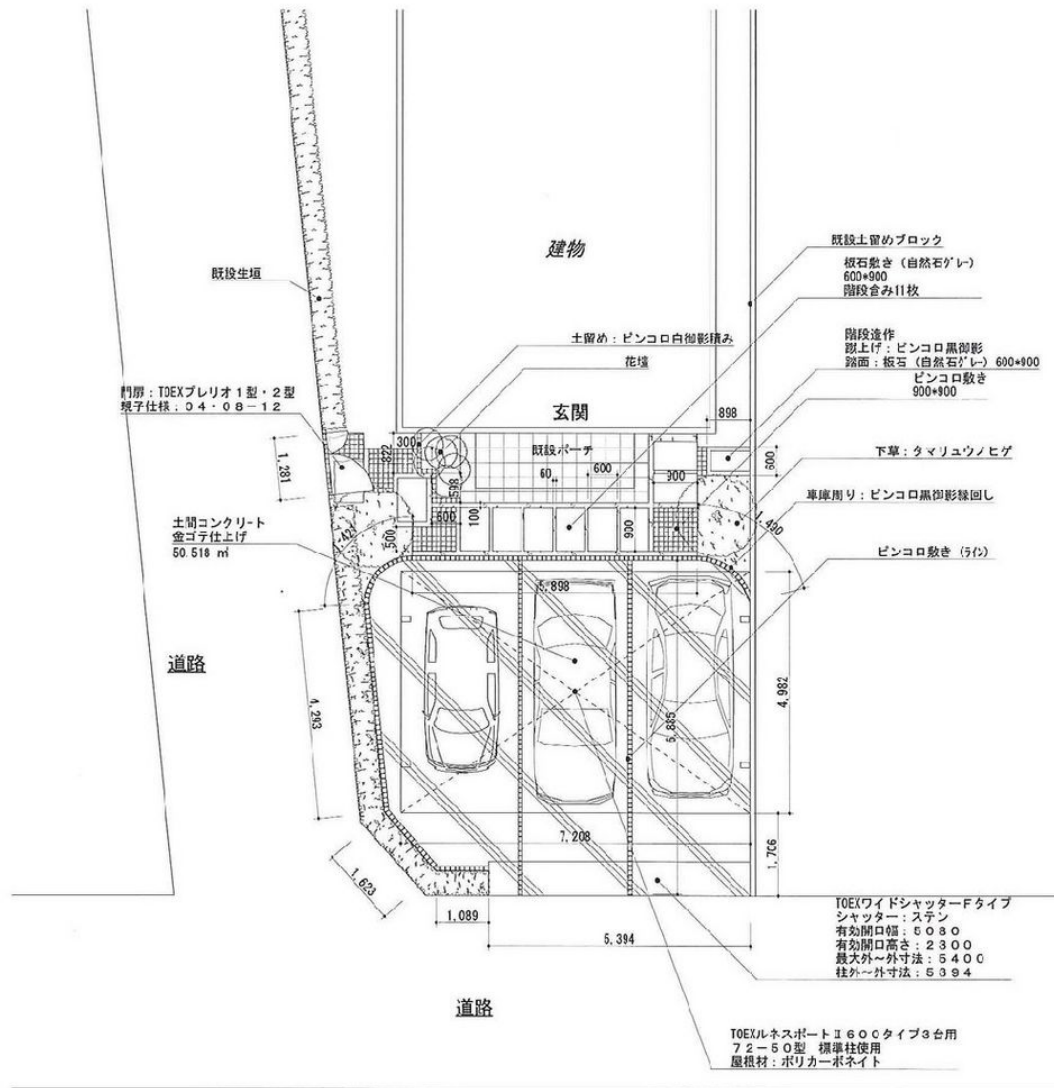 建物
既設土留めブロック
板石敷き（自然石グレー）
600*900
階段含み11枚
既設生垣
土留め：ピンコロ白御影積み
花壇
階段造作
蹴上げ：ピンコロ黒御影
踏面：板石（自然石グレー）600*900
ピンコロ敷き
900*900
門扉：TOEXプレリオ1型・2型
親子仕様：04・08-12
玄関
898
300
822
既設ポーチ
600
900
600
下草：タマリュウノヒゲ
1,281
60
598
車庫周り：ピンコロ黒御影縁回し
600
100
900
1,490
土間コンクリート
金ゴテ仕上げ
50.518 ㎡
500
ピンコロ敷き（ライン）
5,898
道路
4,293
4,982
5,885
7,208
1,706
1,623
1,089
5,394
TOEXワイドシャッターFタイプ
シャッター：ステン
有効開口幅：5080
有効開口高さ：2300
最大外～外寸法：5400
柱外～外寸法：5394
道路
TOEXルネスポートⅡ600タイプ3台用
72-50型 標準柱使用
屋根材：ポリカーボネイト